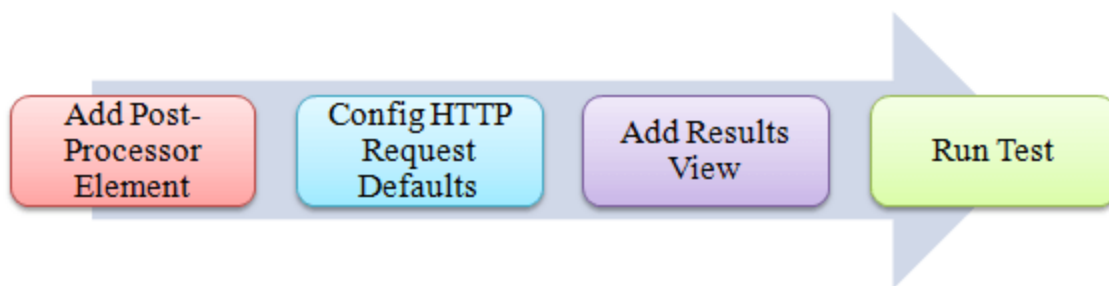 Add Post-
Processor
Element
Config HTTP
Request
Defaults
Add Results
View
Run Test